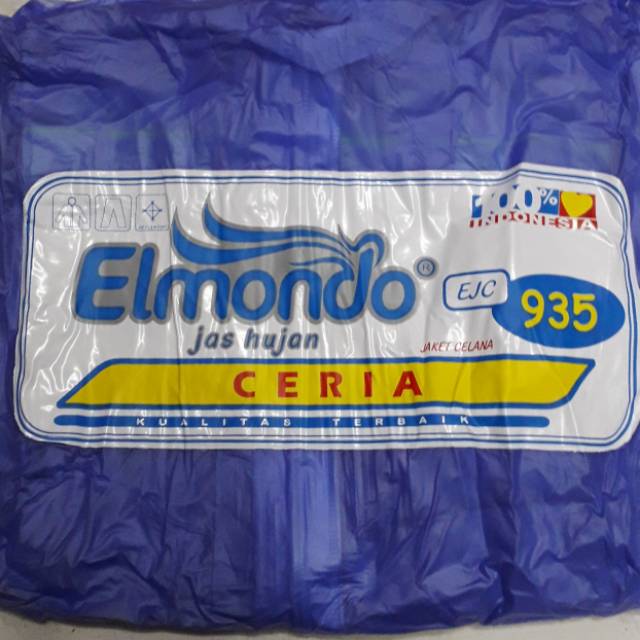 100%
INDONESIA
Elmondo®
jas hujan
EJC
935
JAKET CELANA
CERIA
KUALITAS TERBAIK